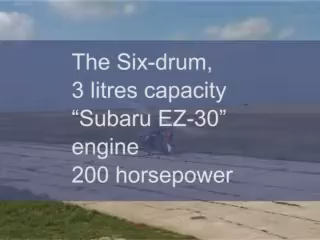 The Six-drum,
3 litres capacity
“Subaru EZ-30”
engine
200 horsepower